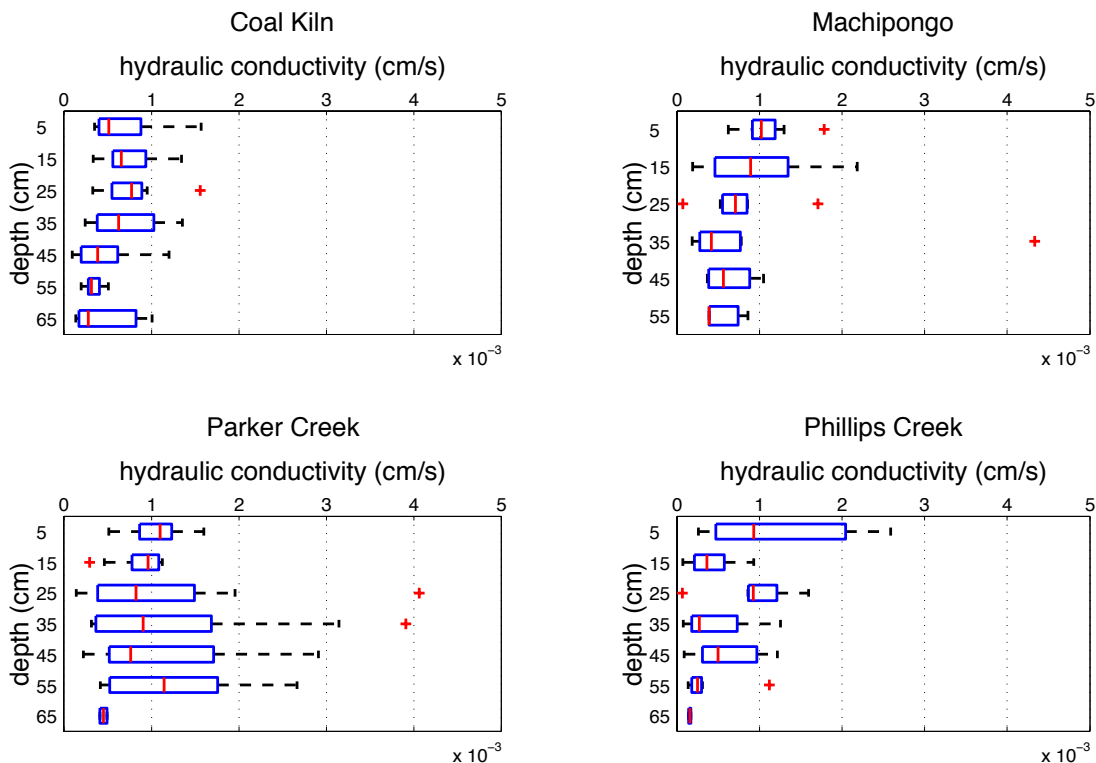 Coal Kiln
hydraulic conductivity (cm/s)
0 1 2 3 4 5
depth (cm)
5
15
25
35
45
55
65
x 10⁻³
Machipongo
hydraulic conductivity (cm/s)
0 1 2 3 4 5
depth (cm)
5
15
25
35
45
55
x 10⁻³
Parker Creek
hydraulic conductivity (cm/s)
0 1 2 3 4 5
depth (cm)
5
15
25
35
45
55
65
x 10⁻³
Phillips Creek
hydraulic conductivity (cm/s)
0 1 2 3 4 5
depth (cm)
5
15
25
35
45
55
65
x 10⁻³